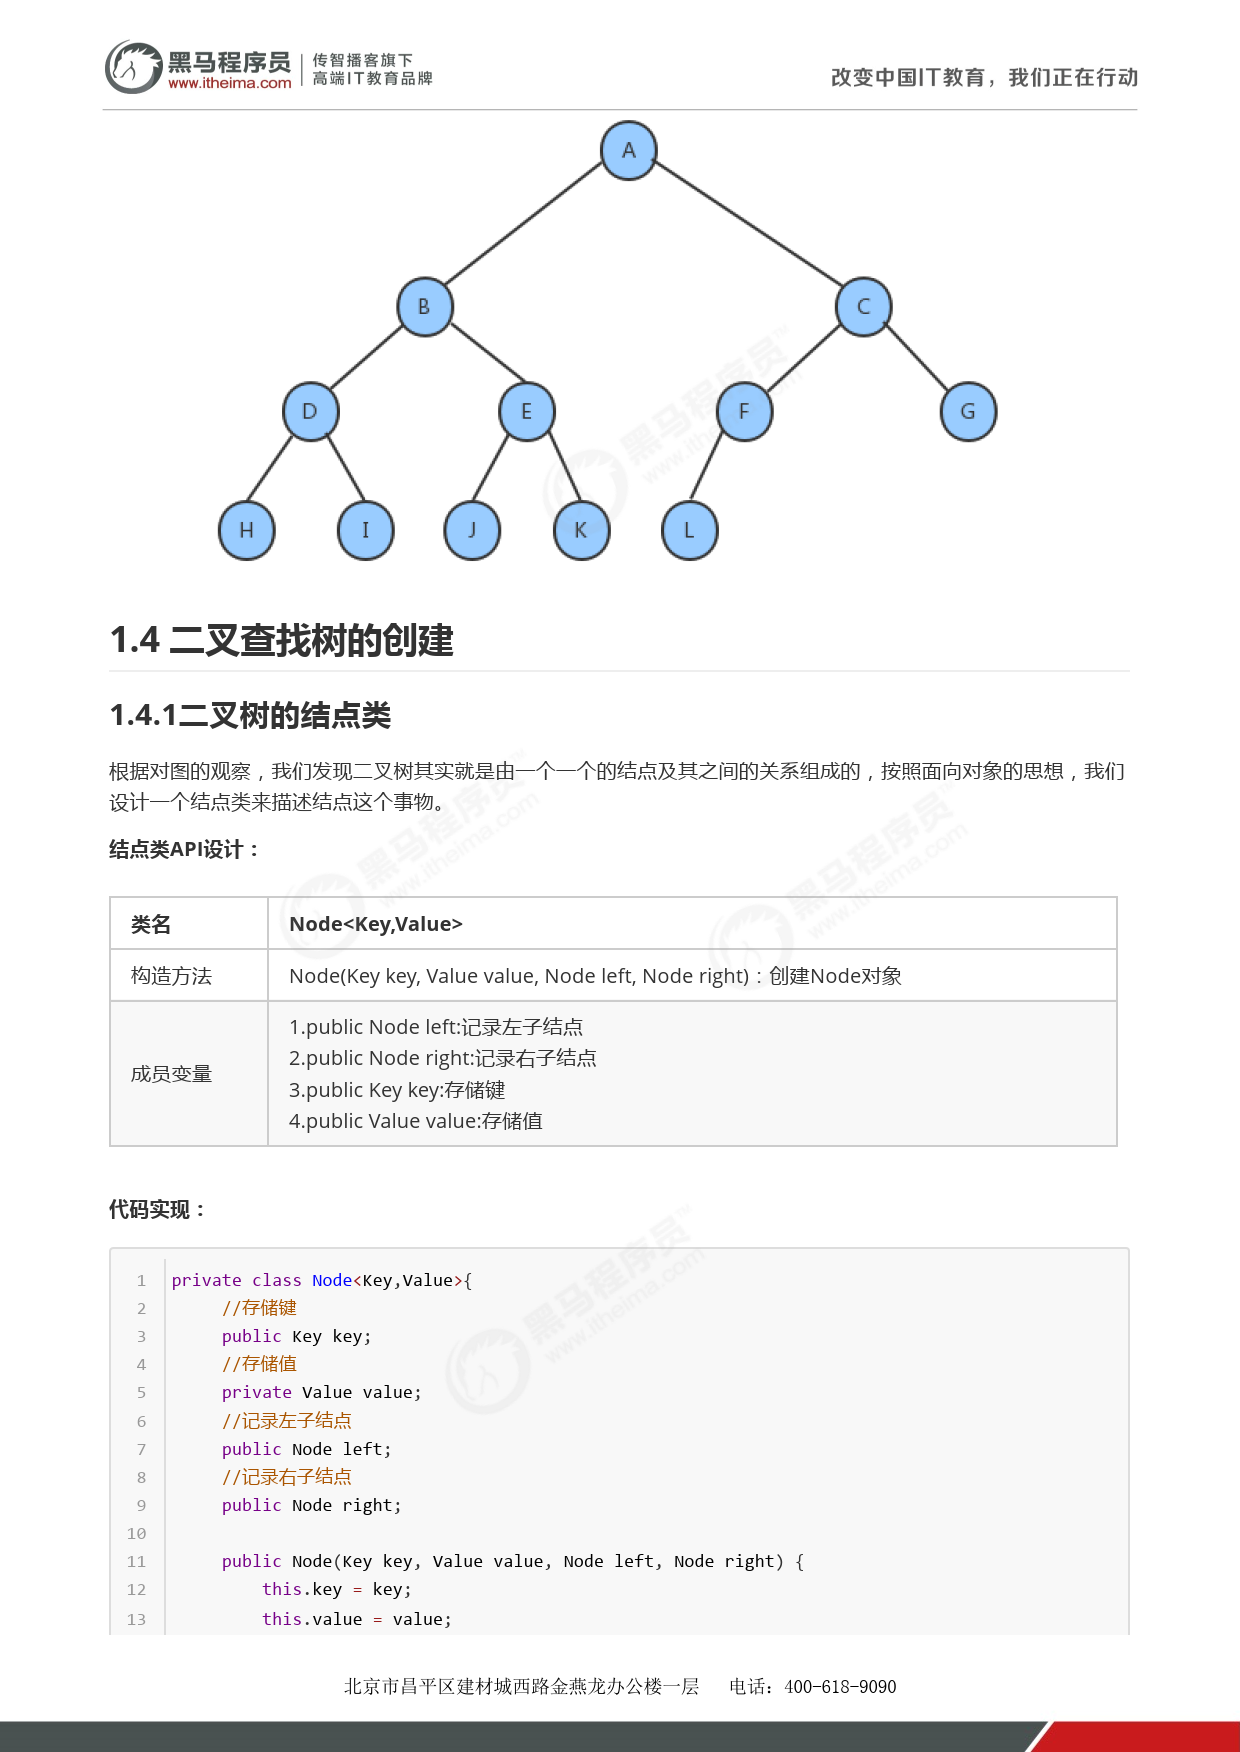 黑马程序员
www.itheima.com
传智播客旗下
高端IT教育品牌
改变中国IT教育，我们正在行动
A
B
C
D
E
F
G
H
I
J
K
L
1.4 二叉查找树的创建
1.4.1二叉树的结点类
根据对图的观察，我们发现二叉树其实就是由一个一个的结点及其之间的关系组成的，按照面向对象的思想，我们
设计一个结点类来描述结点这个事物。
结点类API设计：
类名 Node<Key,Value>
构造方法 Node(Key key, Value value, Node left, Node right)：创建Node对象
成员变量
1.public Node left:记录左子结点
2.public Node right:记录右子结点
3.public Key key:存储键
4.public Value value:存储值
代码实现：
1 private class Node<Key,Value>{
2 //存储键
3 public Key key;
4 //存储值
5 private Value value;
6 //记录左子结点
7 public Node left;
8 //记录右子结点
9 public Node right;
10
11 public Node(Key key, Value value, Node left, Node right) {
12 this.key = key;
13 this.value = value;
北京市昌平区建材城西路金燕龙办公楼一层 电话：400-618-9090